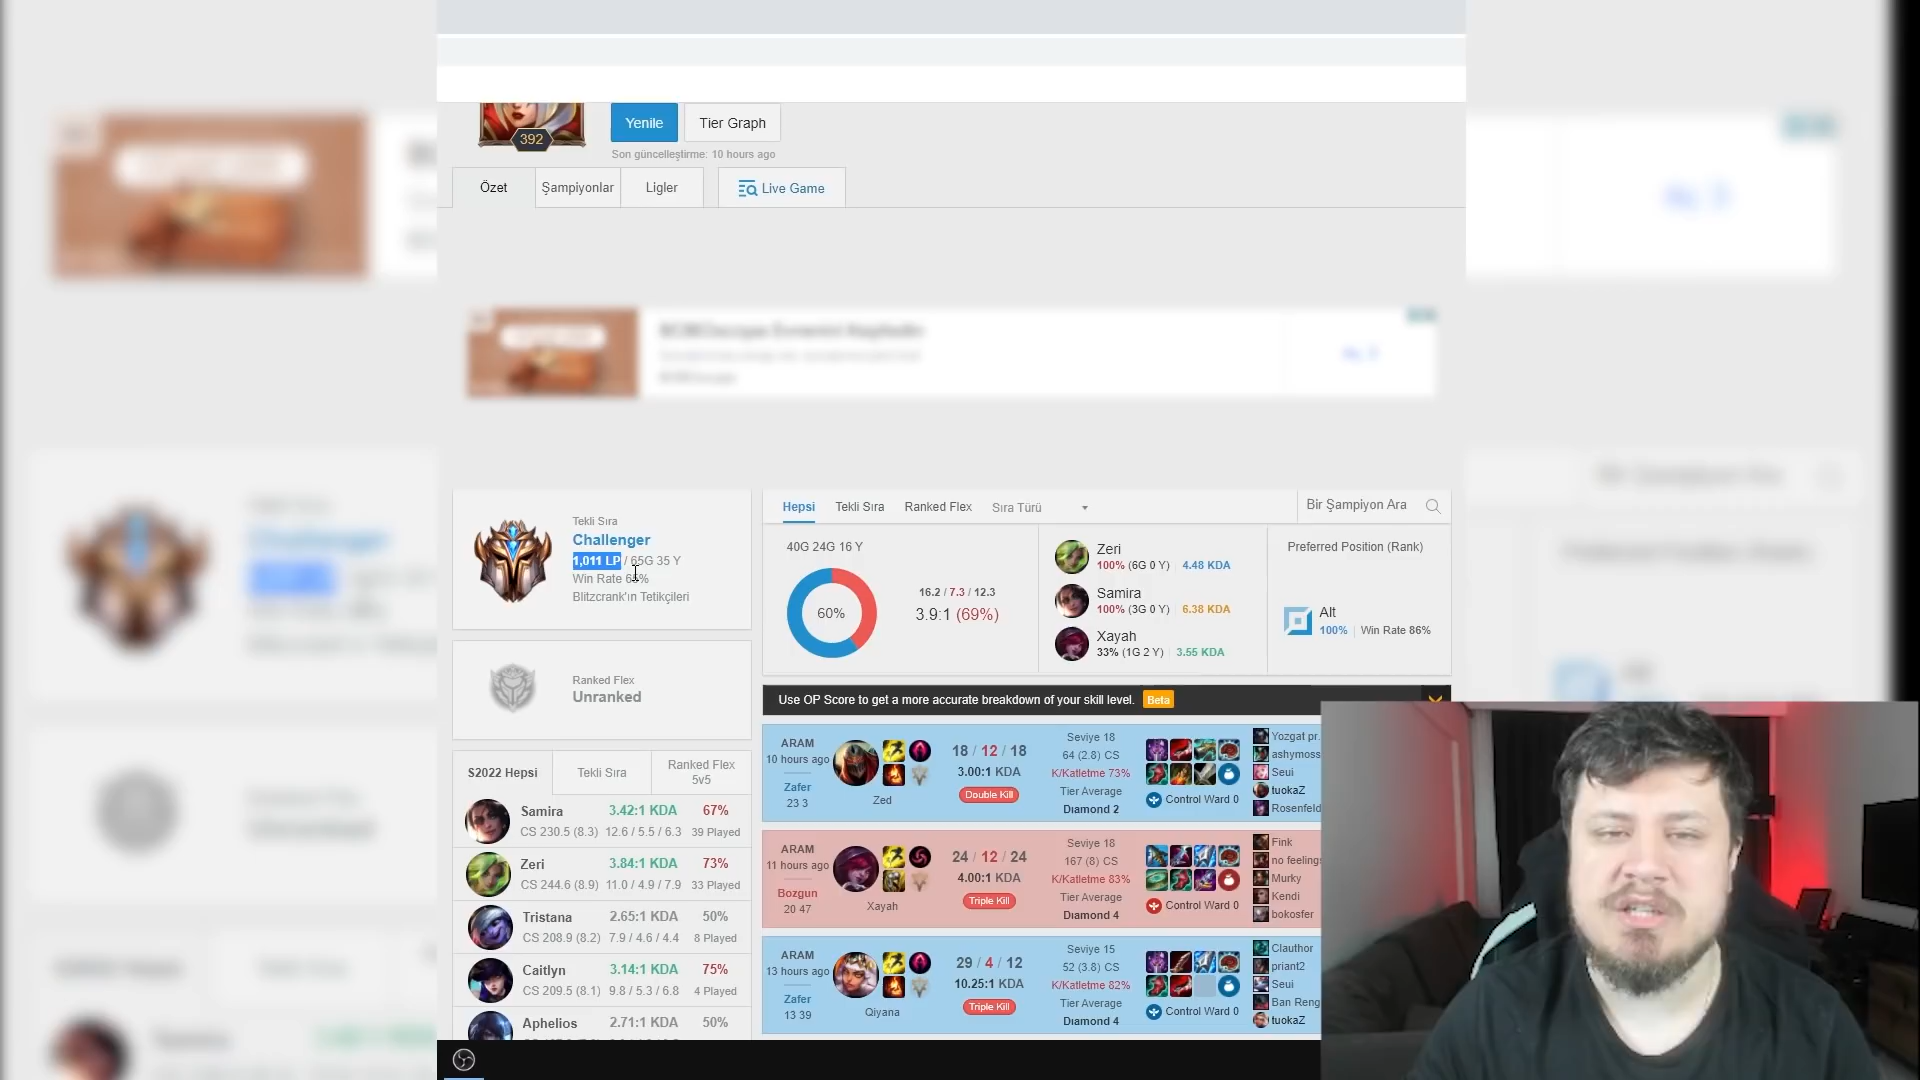 392
Yenile
Tier Graph
Son güncelleştirme: 10 hours ago
Özet
Şampiyonlar
Ligler
Live Game
Tekli Sıra
Challenger
1,011 LP / 65G 35 Y
Win Rate
Blitzcrank'ın Tetikçileri
Ranked Flex
Unranked
S2022 Hepsi
Tekli Sıra
Ranked Flex
5v5
Samira 3.42:1 KDA 67%
CS 230.5 (8.3) 12.6 / 5.5 / 6.3 39 Played
Zeri 3.84:1 KDA 73%
CS 244.6 (8.9) 11.0 / 4.9 / 7.9 33 Played
Tristana 2.65:1 KDA 50%
CS 208.9 (8.2) 7.9 / 4.6 / 4.4 8 Played
Caitlyn 3.14:1 KDA 75%
CS 209.5 (8.1) 9.8 / 5.3 / 6.8 4 Played
Aphelios 2.71:1 KDA 50%
Hepsi
Tekli Sıra
Ranked Flex
Sıra Türü
Bir Şampiyon Ara
40G 24G 16 Y
60%
16.2 / 7.3 / 12.3
3.9:1 (69%)
Zeri
100% (6G 0 Y) 4.48 KDA
Samira
100% (3G 0 Y) 6.38 KDA
Xayah
33% (1G 2 Y) 3.55 KDA
Preferred Position (Rank)
Alt
100% Win Rate 86%
Use OP Score to get a more accurate breakdown of your skill level. Beta
ARAM
10 hours ago
Zafer
23 3
Zed
18 / 12 / 18
3.00:1 KDA
Double Kill
Seviye 18
64 (2.8) CS
K/Katletme 73%
Tier Average
Diamond 2
Control Ward 0
Yozgat pr.
ashymoss
Seui
tuokaZ
Rosenfeld
ARAM
11 hours ago
Bozgun
20 47
Xayah
24 / 12 / 24
4.00:1 KDA
Triple Kill
Seviye 18
167 (8) CS
K/Katletme 83%
Tier Average
Diamond 4
Control Ward 0
Fink
no feelings
Murky
Kendi
bokosfer
ARAM
13 hours ago
Zafer
13 39
Qiyana
29 / 4 / 12
10.25:1 KDA
Triple Kill
Seviye 15
52 (3.8) CS
K/Katletme 82%
Tier Average
Diamond 4
Control Ward 0
Clauthor
priant2
Seui
Ban Reng
tuokaZ